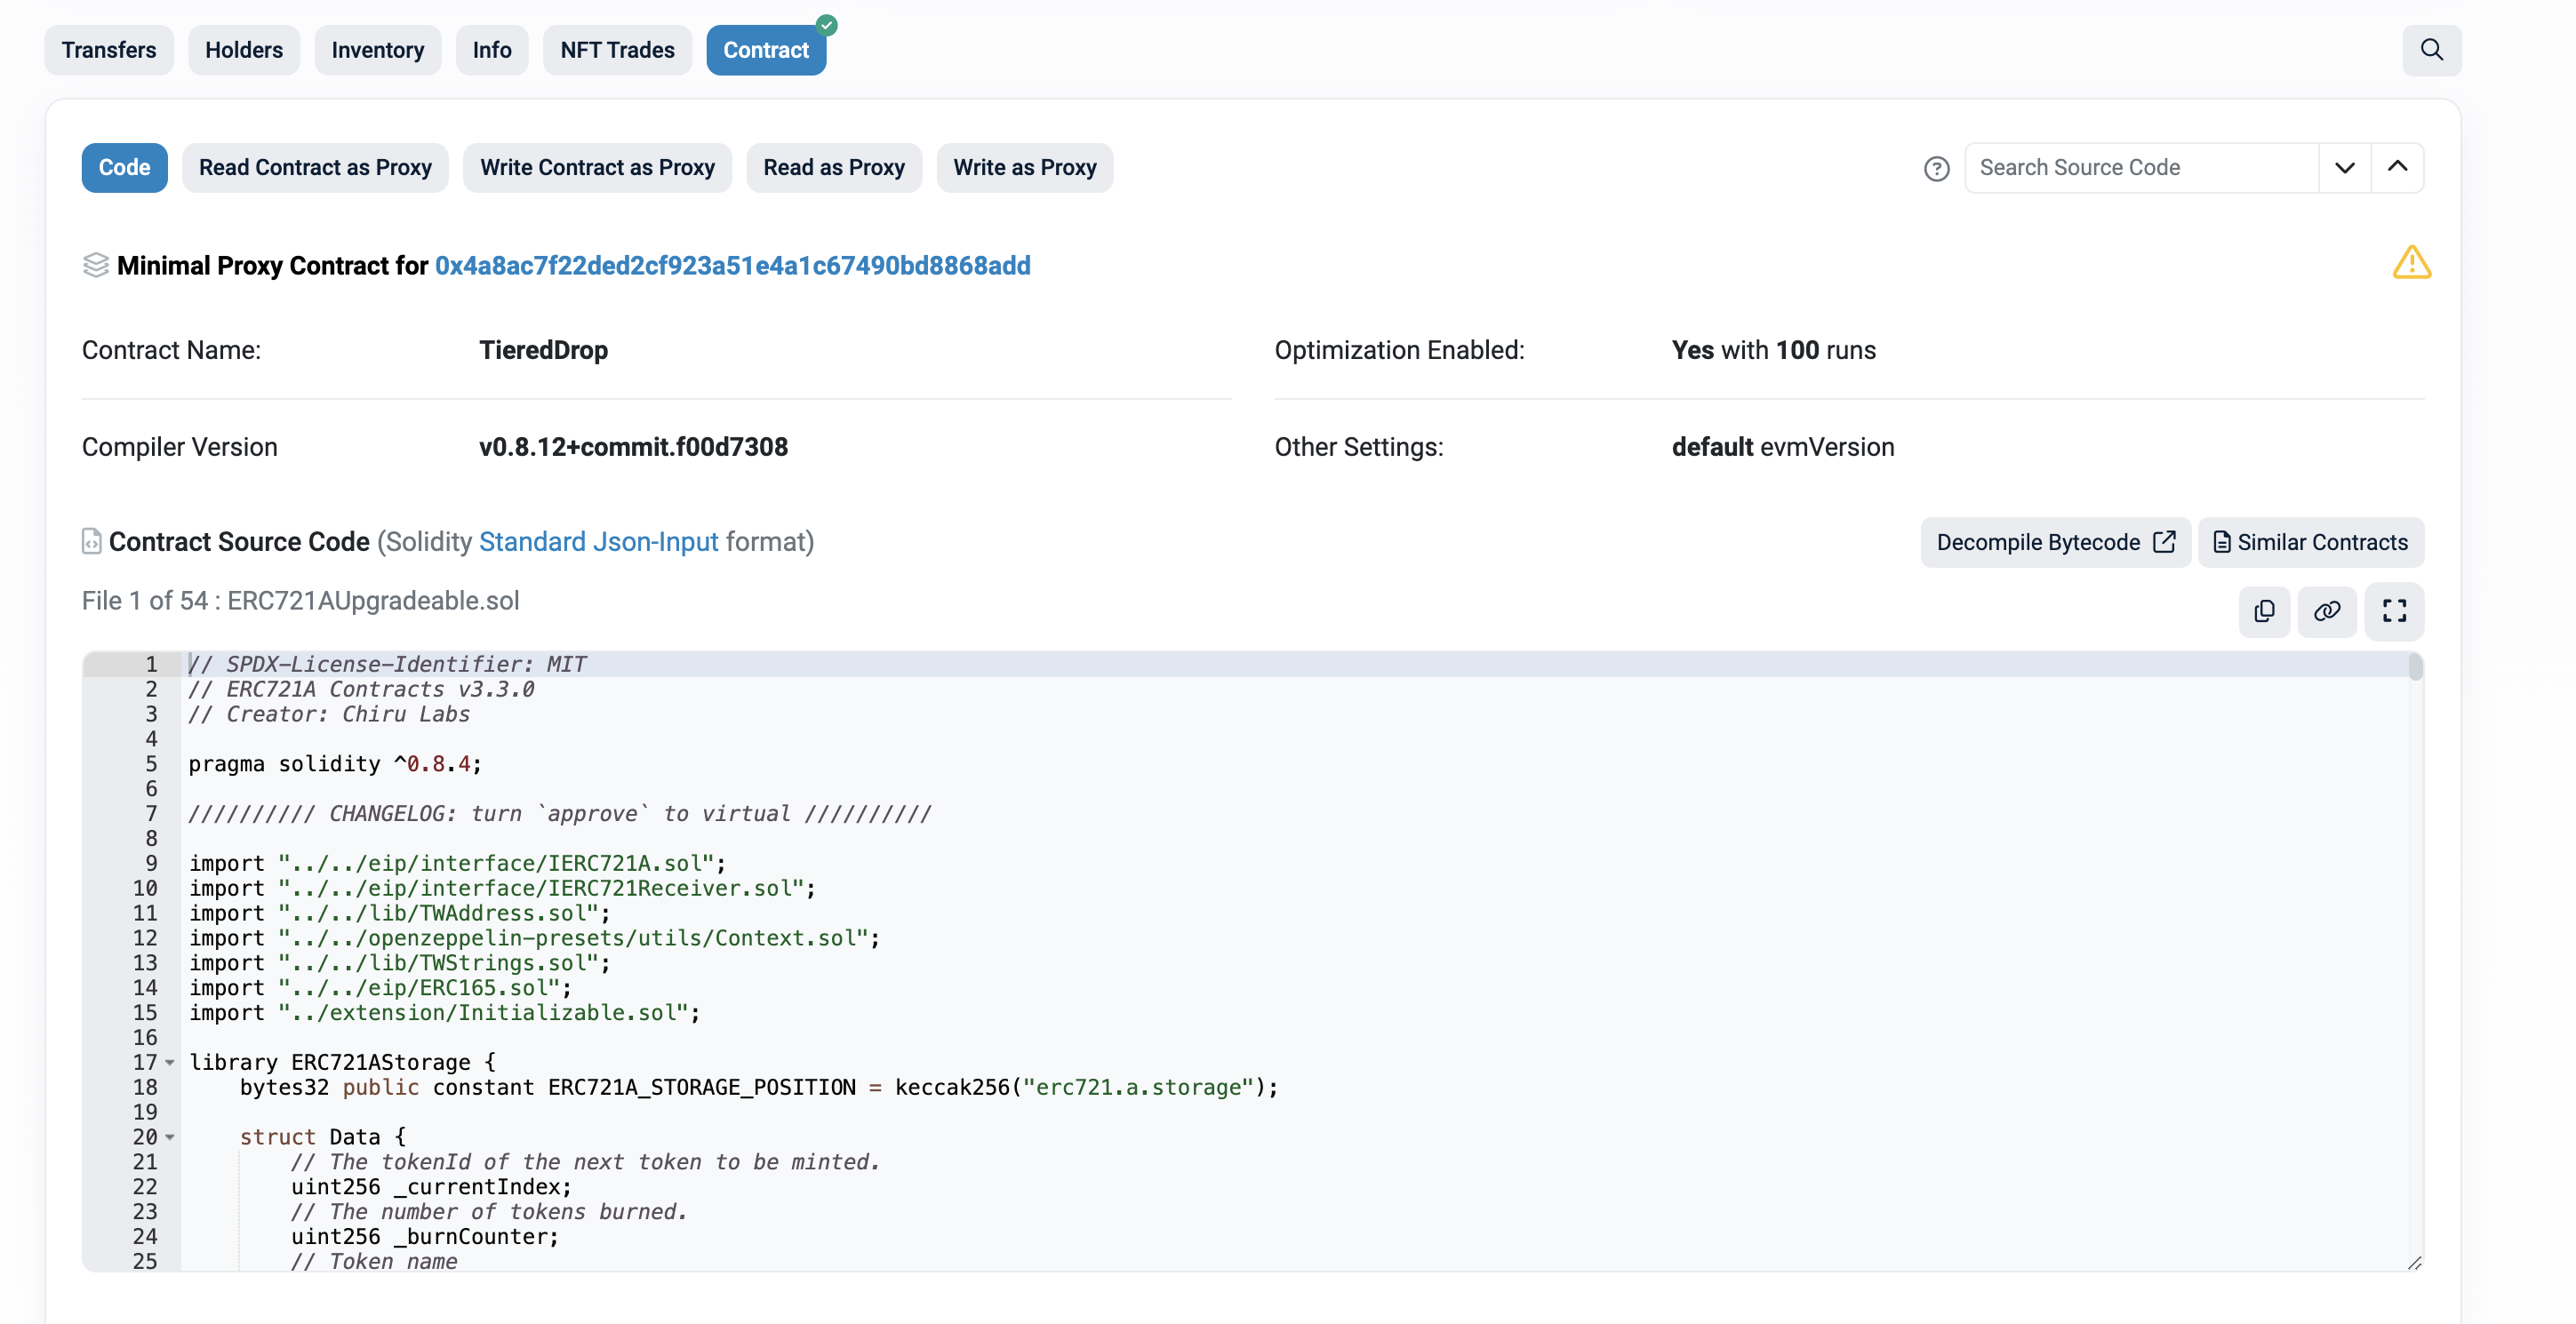 Transfers Holders Inventory Info NFT Trades Contract
Code Read Contract as Proxy Write Contract as Proxy Read as Proxy Write as Proxy Search Source Code
Minimal Proxy Contract for 0x4a8ac7f22ded2cf923a51e4a1c67490bd8868add
Contract Name: TieredDrop Optimization Enabled: Yes with 100 runs
Compiler Version v0.8.12+commit.f00d7308 Other Settings: default evmVersion
Contract Source Code (Solidity Standard Json-Input format) Decompile Bytecode Similar Contracts
File 1 of 54 : ERC721AUpgradeable.sol
1 // SPDX-License-Identifier: MIT
2 // ERC721A Contracts v3.3.0
3 // Creator: Chiru Labs
4
5 pragma solidity ^0.8.4;
6
7 ////////// CHANGELOG: turn `approve` to virtual //////////
8
9 import "../../eip/interface/IERC721A.sol";
10 import "../../eip/interface/IERC721Receiver.sol";
11 import "../../lib/TWAddress.sol";
12 import "../../openzeppelin-presets/utils/Context.sol";
13 import "../../lib/TWStrings.sol";
14 import "../../eip/ERC165.sol";
15 import "../extension/Initializable.sol";
16
17 library ERC721AStorage {
18 bytes32 public constant ERC721A_STORAGE_POSITION = keccak256("erc721.a.storage");
19
20 struct Data {
21 // The tokenId of the next token to be minted.
22 uint256 _currentIndex;
23 // The number of tokens burned.
24 uint256 _burnCounter;
25 // Token name